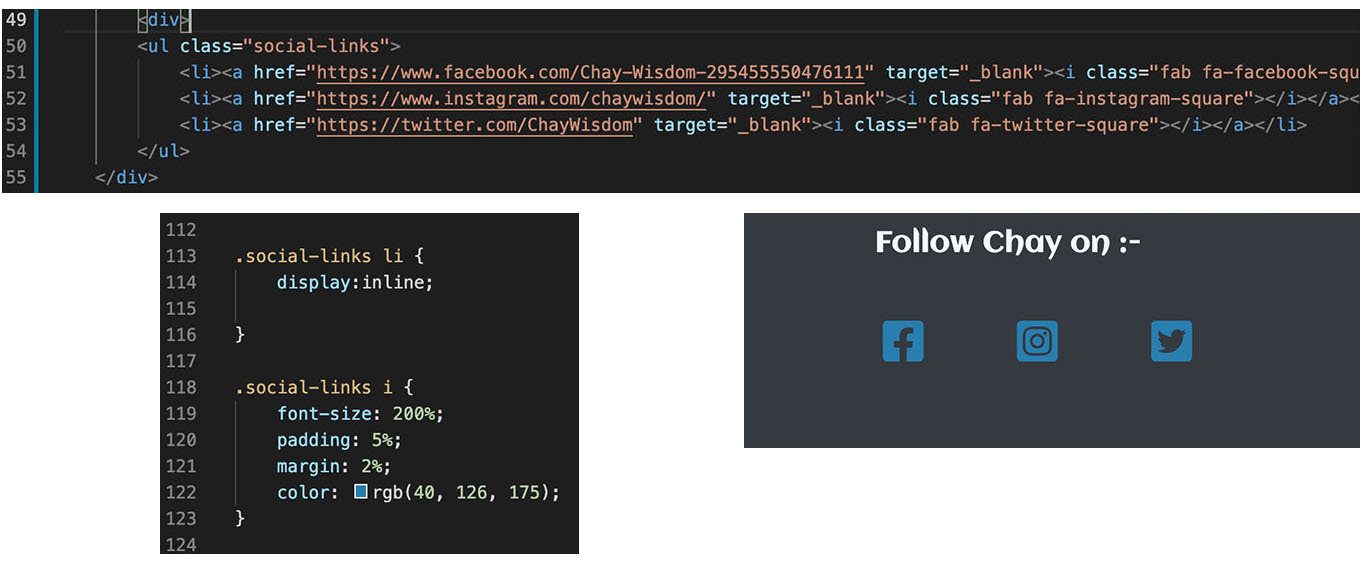 49 <div>
50 <ul class="social-links">
51 <li><a href="https://www.facebook.com/Chay-Wisdom-295455550476111" target="_blank"><i class="fab fa-facebook-squ
52 <li><a href="https://www.instagram.com/chaywisdom/" target="_blank"><i class="fab fa-instagram-square"></i></a><
53 <li><a href="https://twitter.com/ChayWisdom" target="_blank"><i class="fab fa-twitter-square"></i></a></li>
54 </ul>
55 </div>
112
113 .social-links li {
114 display:inline;
115
116 }
117
118 .social-links i {
119 font-size: 200%;
120 padding: 5%;
121 margin: 2%;
122 color: rgb(40, 126, 175);
123 }
124
Follow Chay on :-